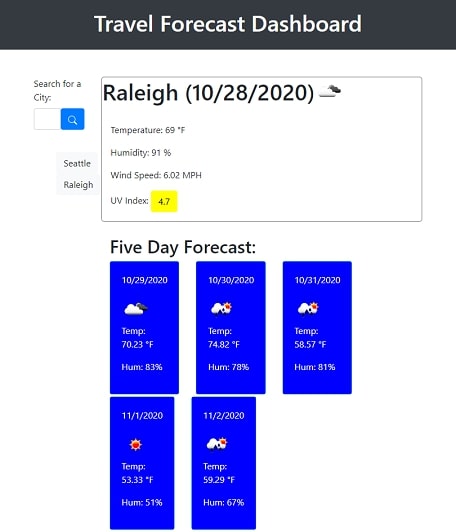 Travel Forecast Dashboard
Search for a
City:
Seattle
Raleigh
Raleigh (10/28/2020)
Temperature: 69 °F
Humidity: 91 %
Wind Speed: 6.02 MPH
UV Index: 4.7
Five Day Forecast:
10/29/2020
Temp:
70.23 °F
Hum: 83%
10/30/2020
Temp:
74.82 °F
Hum: 78%
10/31/2020
Temp:
58.57 °F
Hum: 81%
11/1/2020
Temp:
53.33 °F
Hum: 51%
11/2/2020
Temp:
59.29 °F
Hum: 67%